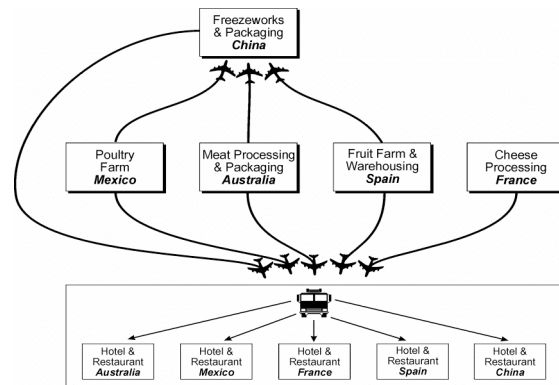 Freezeworks
& Packaging
China
Poultry
Farm
Mexico
Meat Processing
& Packaging
Australia
Fruit Farm &
Warehousing
Spain
Cheese
Processing
France
Hotel &
Restaurant
Australia
Hotel &
Restaurant
Mexico
Hotel &
Restaurant
France
Hotel &
Restaurant
Spain
Hotel &
Restaurant
China